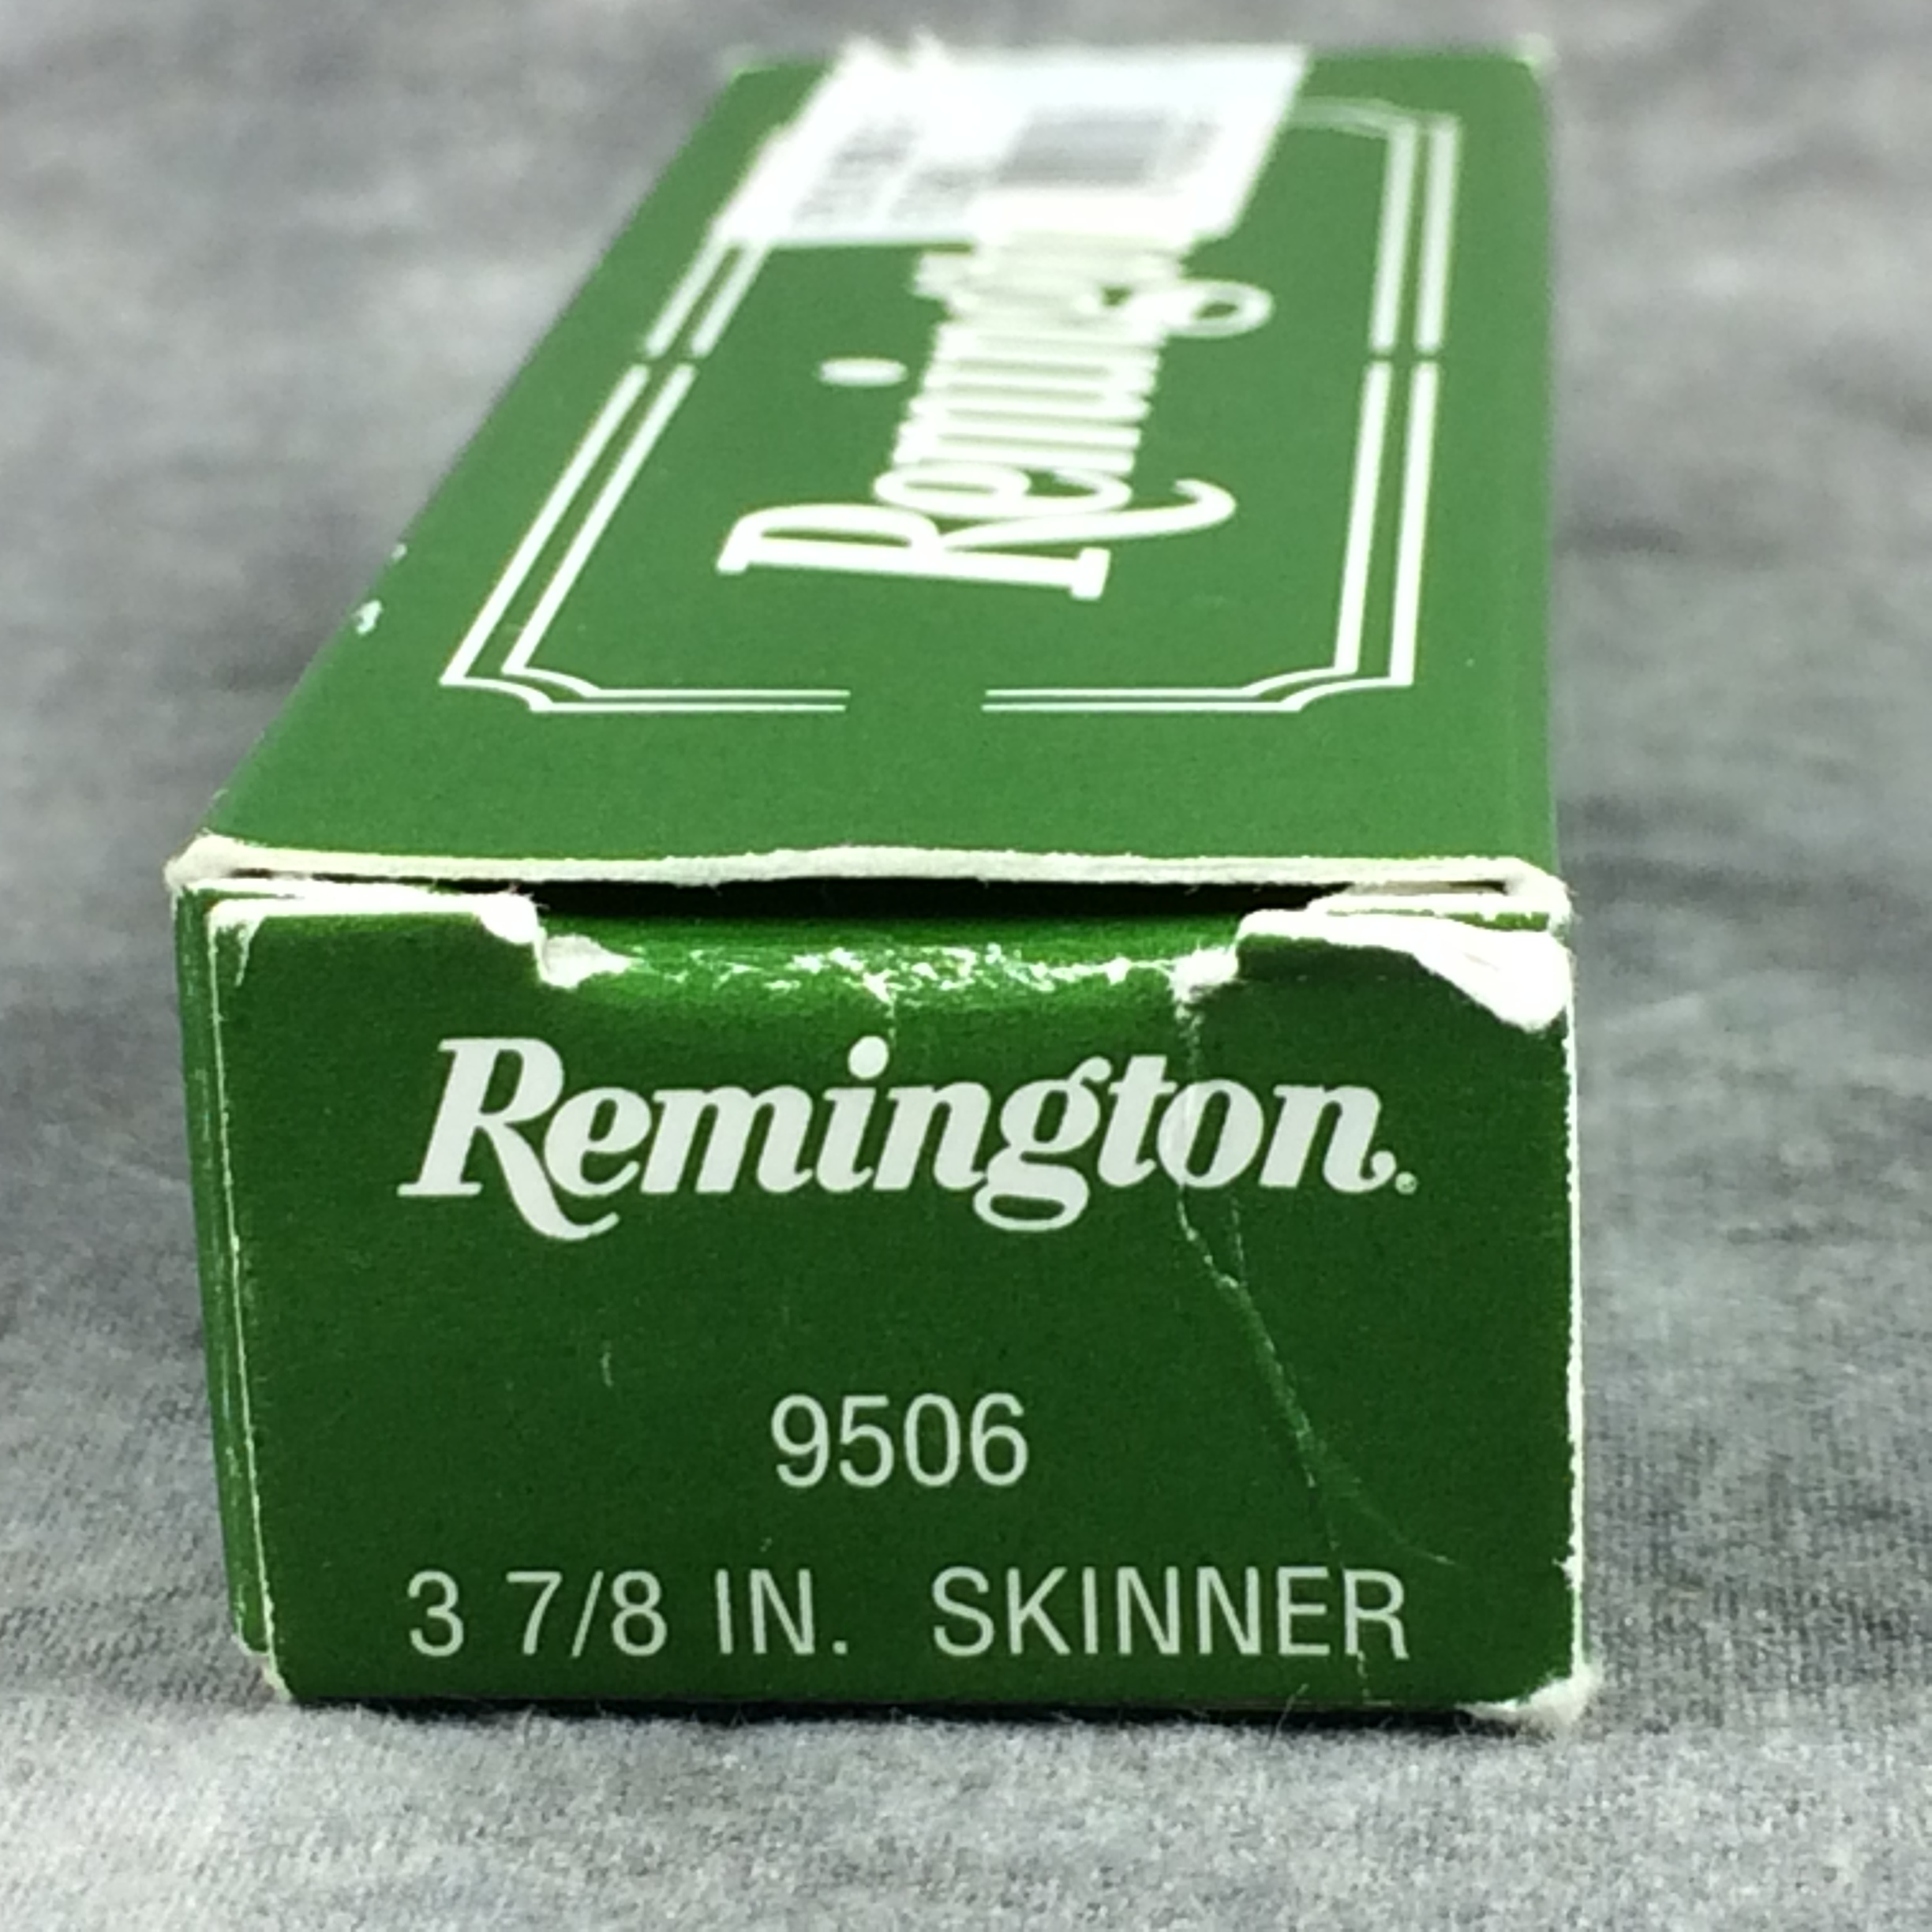 Remington
Remington.
9506
3 7/8 IN. SKINNER